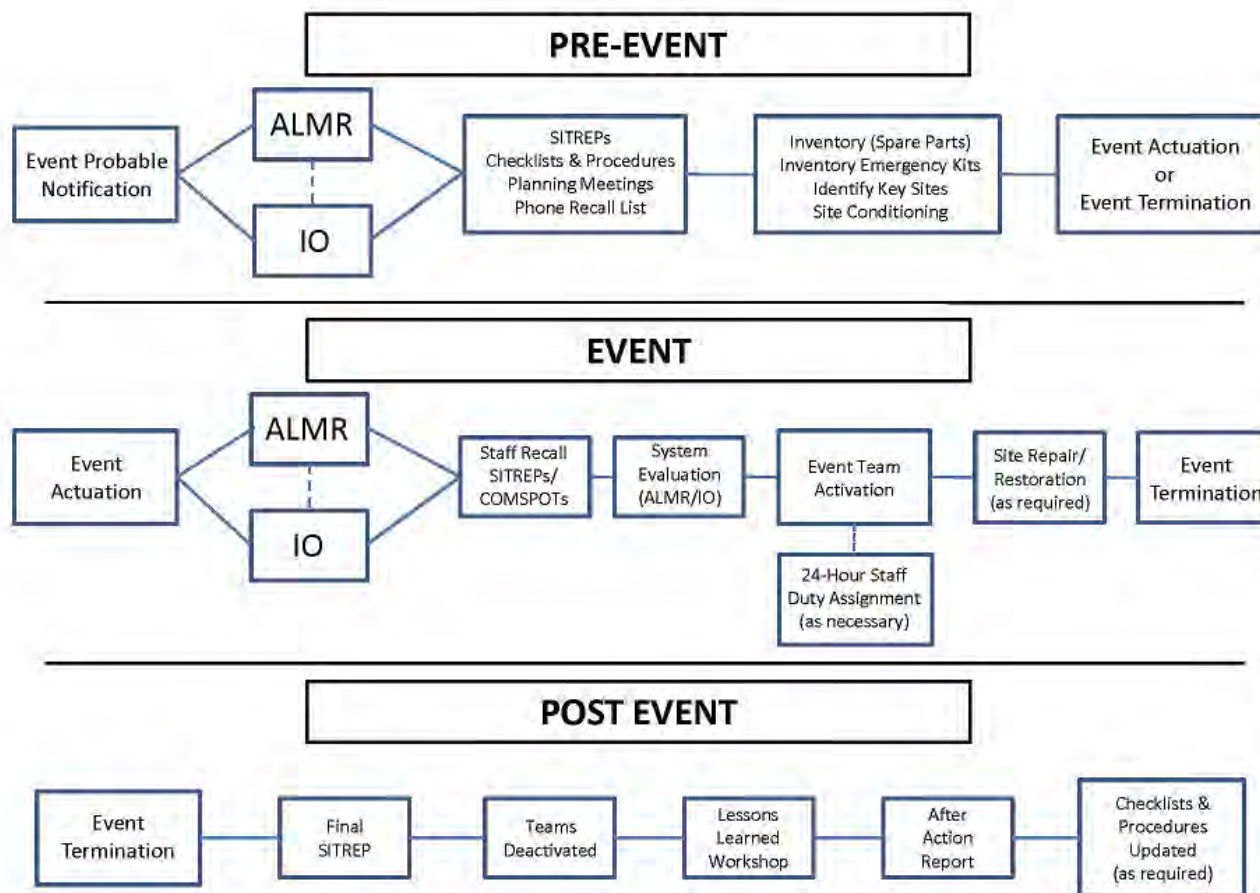 PRE-EVENT
Event Probable
Notification
ALMR
IO
SITREPs
Checklists & Procedures
Planning Meetings
Phone Recall List
Inventory (Spare Parts)
Inventory Emergency Kits
Identify Key Sites
Site Conditioning
Event Actuation
or
Event Termination
EVENT
Event
Actuation
ALMR
IO
Staff Recall
SITREPs/
COMSPOTs
System
Evaluation
(ALMR/IO)
Event Team
Activation
24-Hour Staff
Duty Assignment
(as necessary)
Site Repair/
Restoration
(as required)
Event
Termination
POST EVENT
Event
Termination
Final
SITREP
Teams
Deactivated
Lessons
Learned
Workshop
After
Action
Report
Checklists &
Procedures
Updated
(as required)